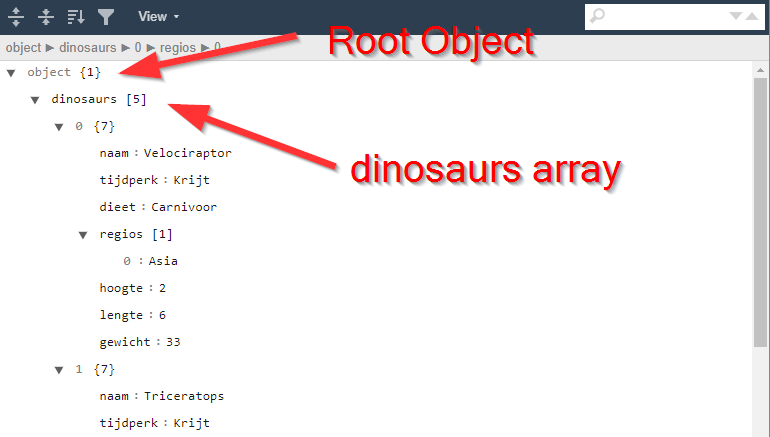 View
object ▶ dinosaurs ▶ 0 ▶ regios ▶ 0
Root Object
object {1}
dinosaurs [5]
0 {7}
naam : Velociraptor
tijdperk : Krijt
dinosaurs array
dieet : Carnivoor
regios [1]
0 : Asia
hoogte : 2
lengte : 6
gewicht : 33
1 {7}
naam : Triceratops
tijdperk : Krijt